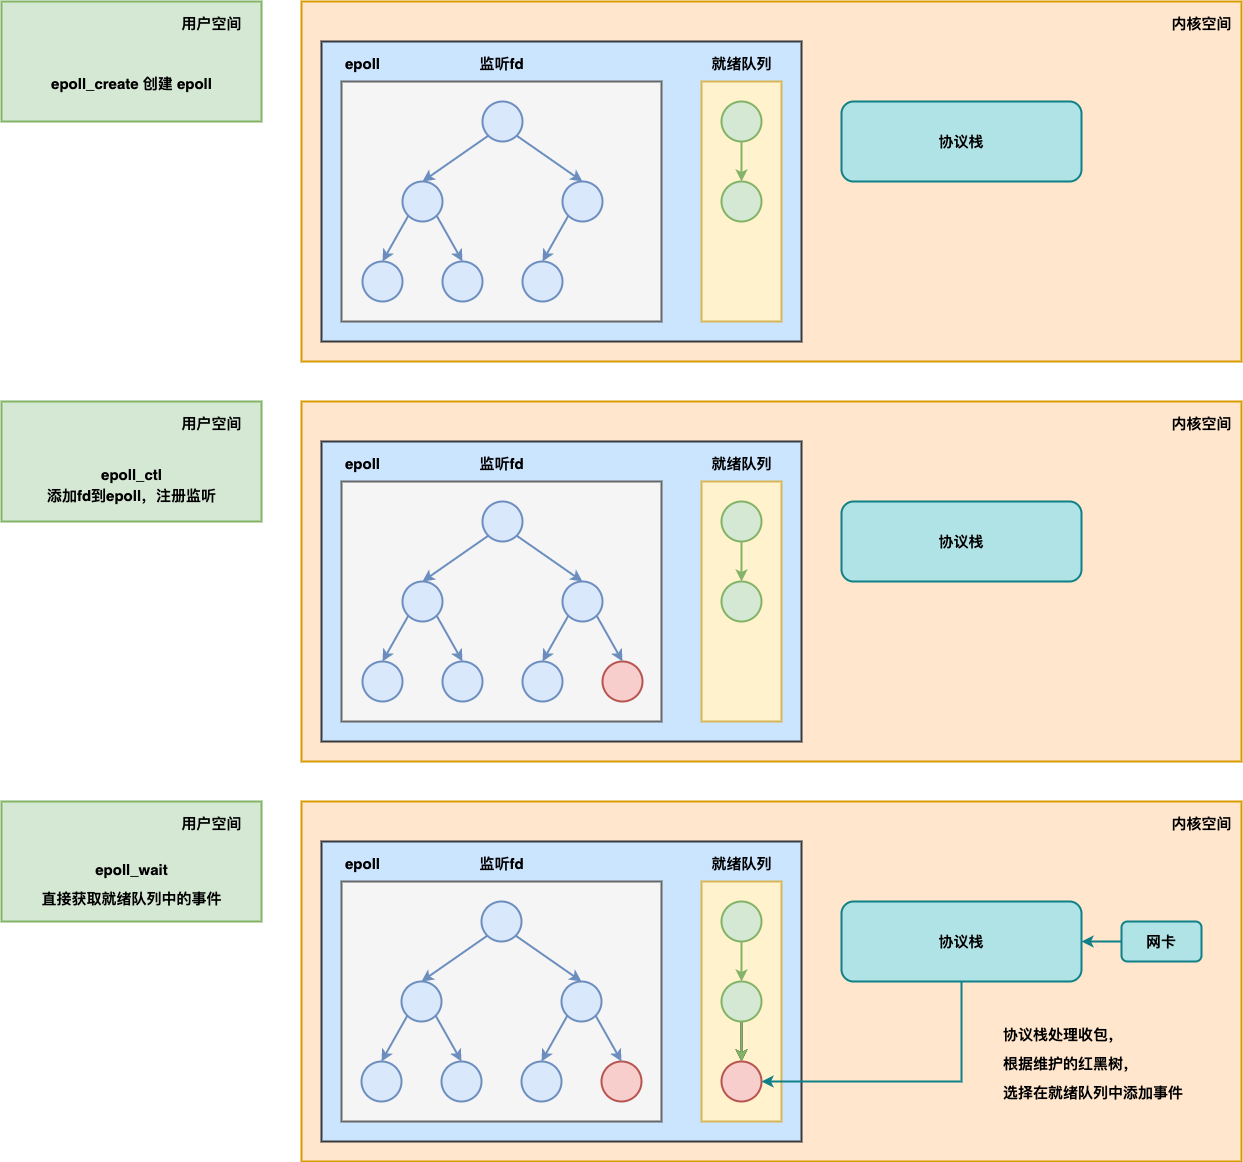 用户空间
epoll_create 创建 epoll
内核空间
epoll
监听fd
就绪队列
协议栈
用户空间
epoll_ctl
添加fd到epoll，注册监听
内核空间
epoll
监听fd
就绪队列
协议栈
用户空间
epoll_wait
直接获取就绪队列中的事件
内核空间
epoll
监听fd
就绪队列
协议栈
网卡
协议栈处理收包，
根据维护的红黑树，
选择在就绪队列中添加事件